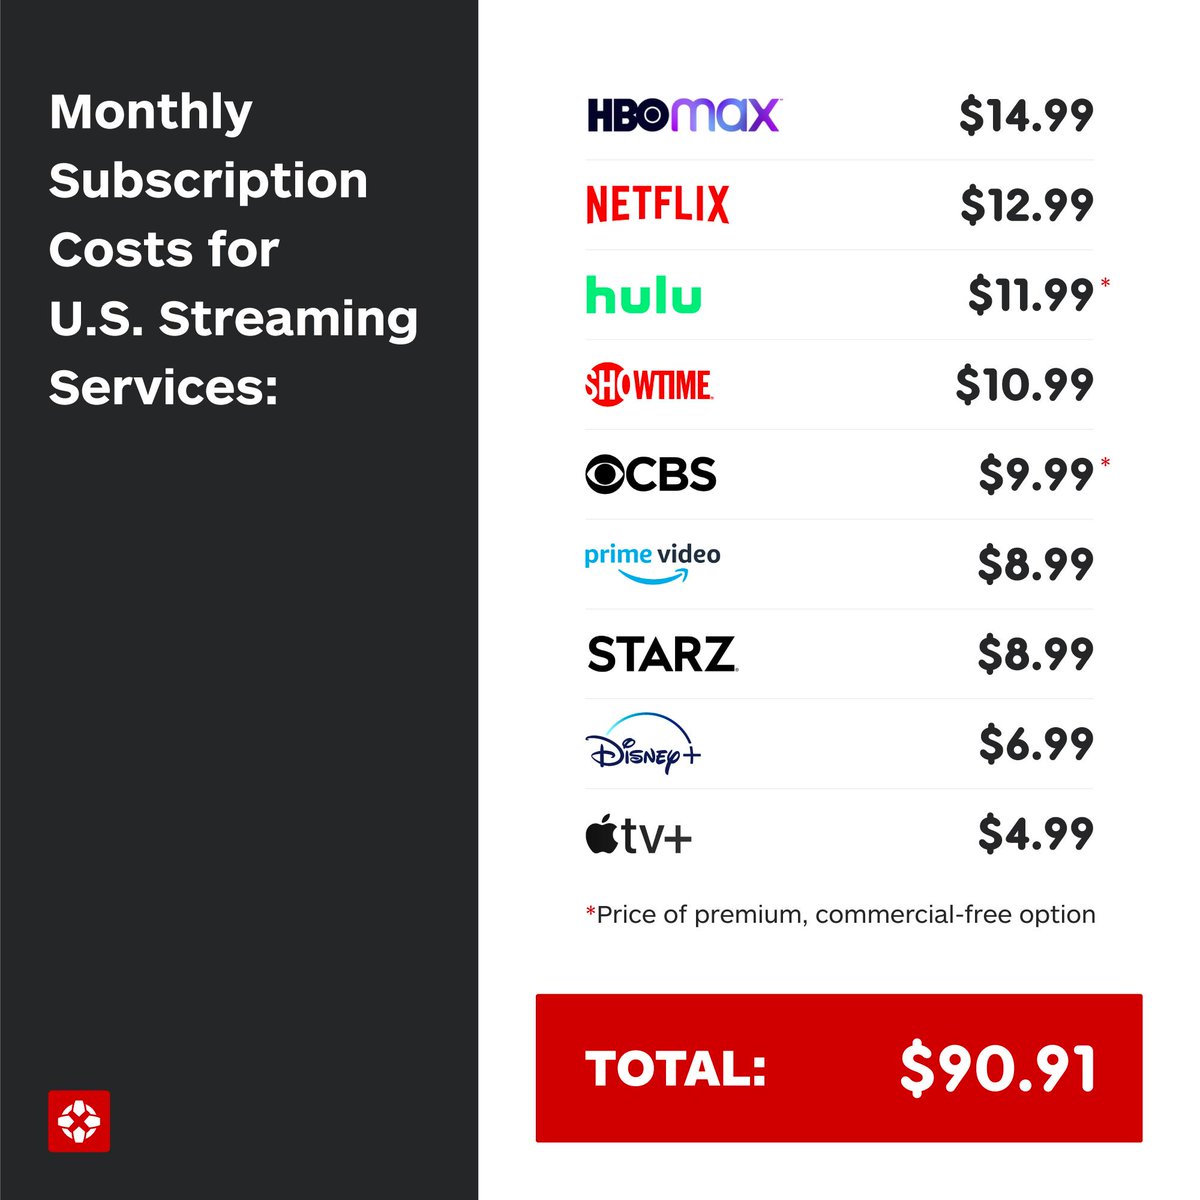 Monthly
Subscription
Costs for
U.S. Streaming
Services:
HBOmax $14.99
NETFLIX $12.99
hulu $11.99*
SHOWTIME $10.99
CBS $9.99*
prime video $8.99
STARZ $8.99
Disney+ $6.99
tv+ $4.99
*Price of premium, commercial-free option
TOTAL: $90.91